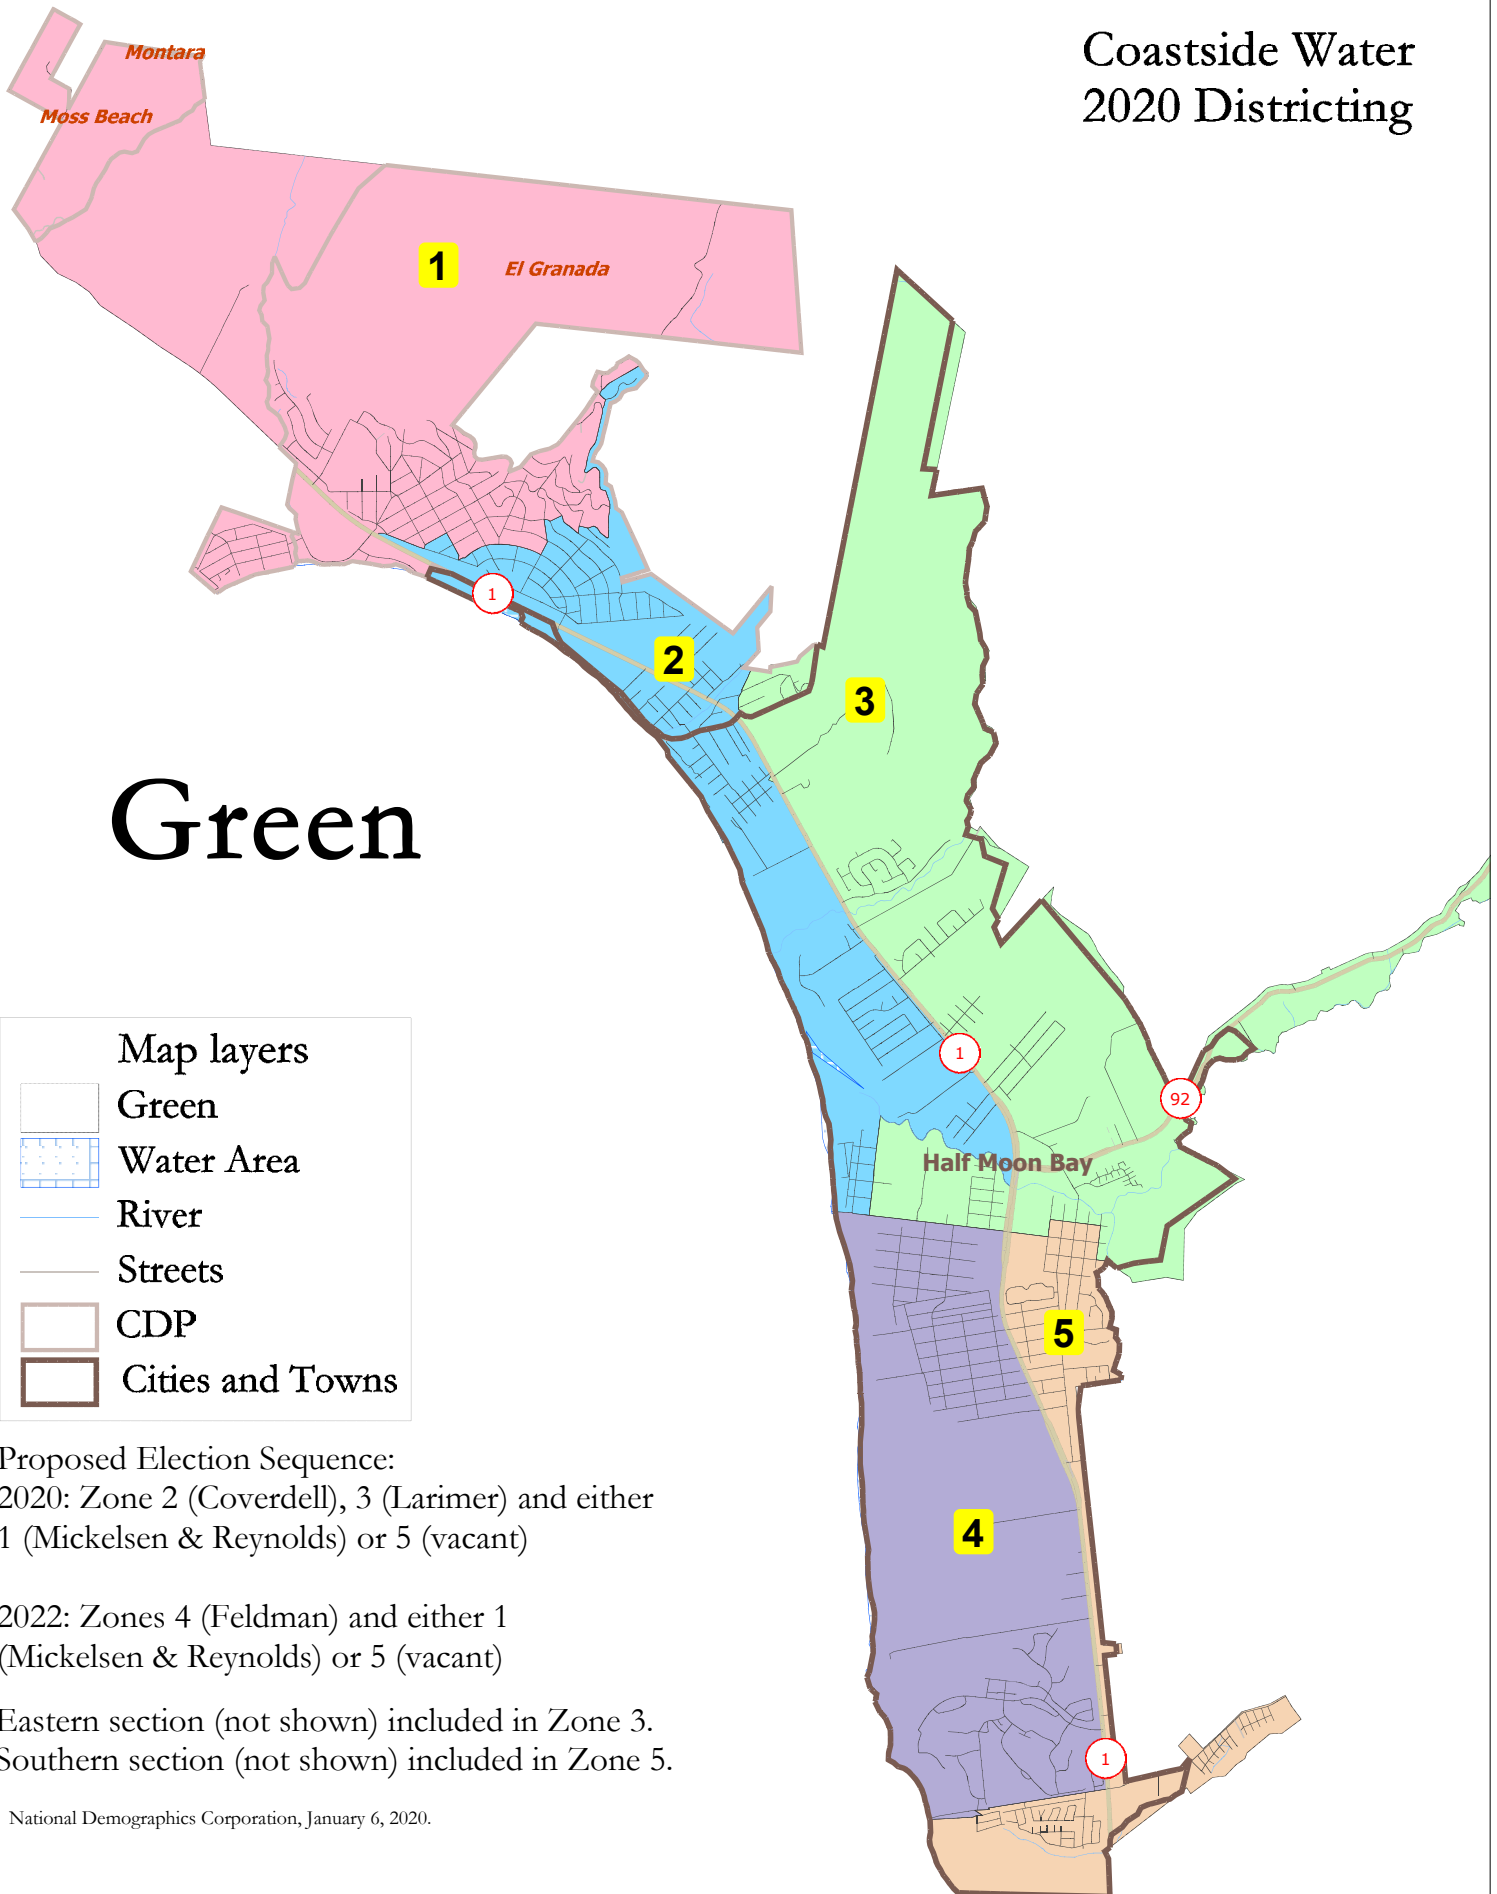 Coastside Water
2020 Districting
Montara
Moss Beach
1
El Granada
1
2
3
Green
1
92
Half Moon Bay
Map layers
Green
Water Area
River
Streets
CDP
Cities and Towns
5
4
1
Proposed Election Sequence:
2020: Zone 2 (Coverdell), 3 (Larimer) and either
1 (Mickelsen & Reynolds) or 5 (vacant)
2022: Zones 4 (Feldman) and either 1
(Mickelsen & Reynolds) or 5 (vacant)
Eastern section (not shown) included in Zone 3.
Southern section (not shown) included in Zone 5.
National Demographics Corporation, January 6, 2020.